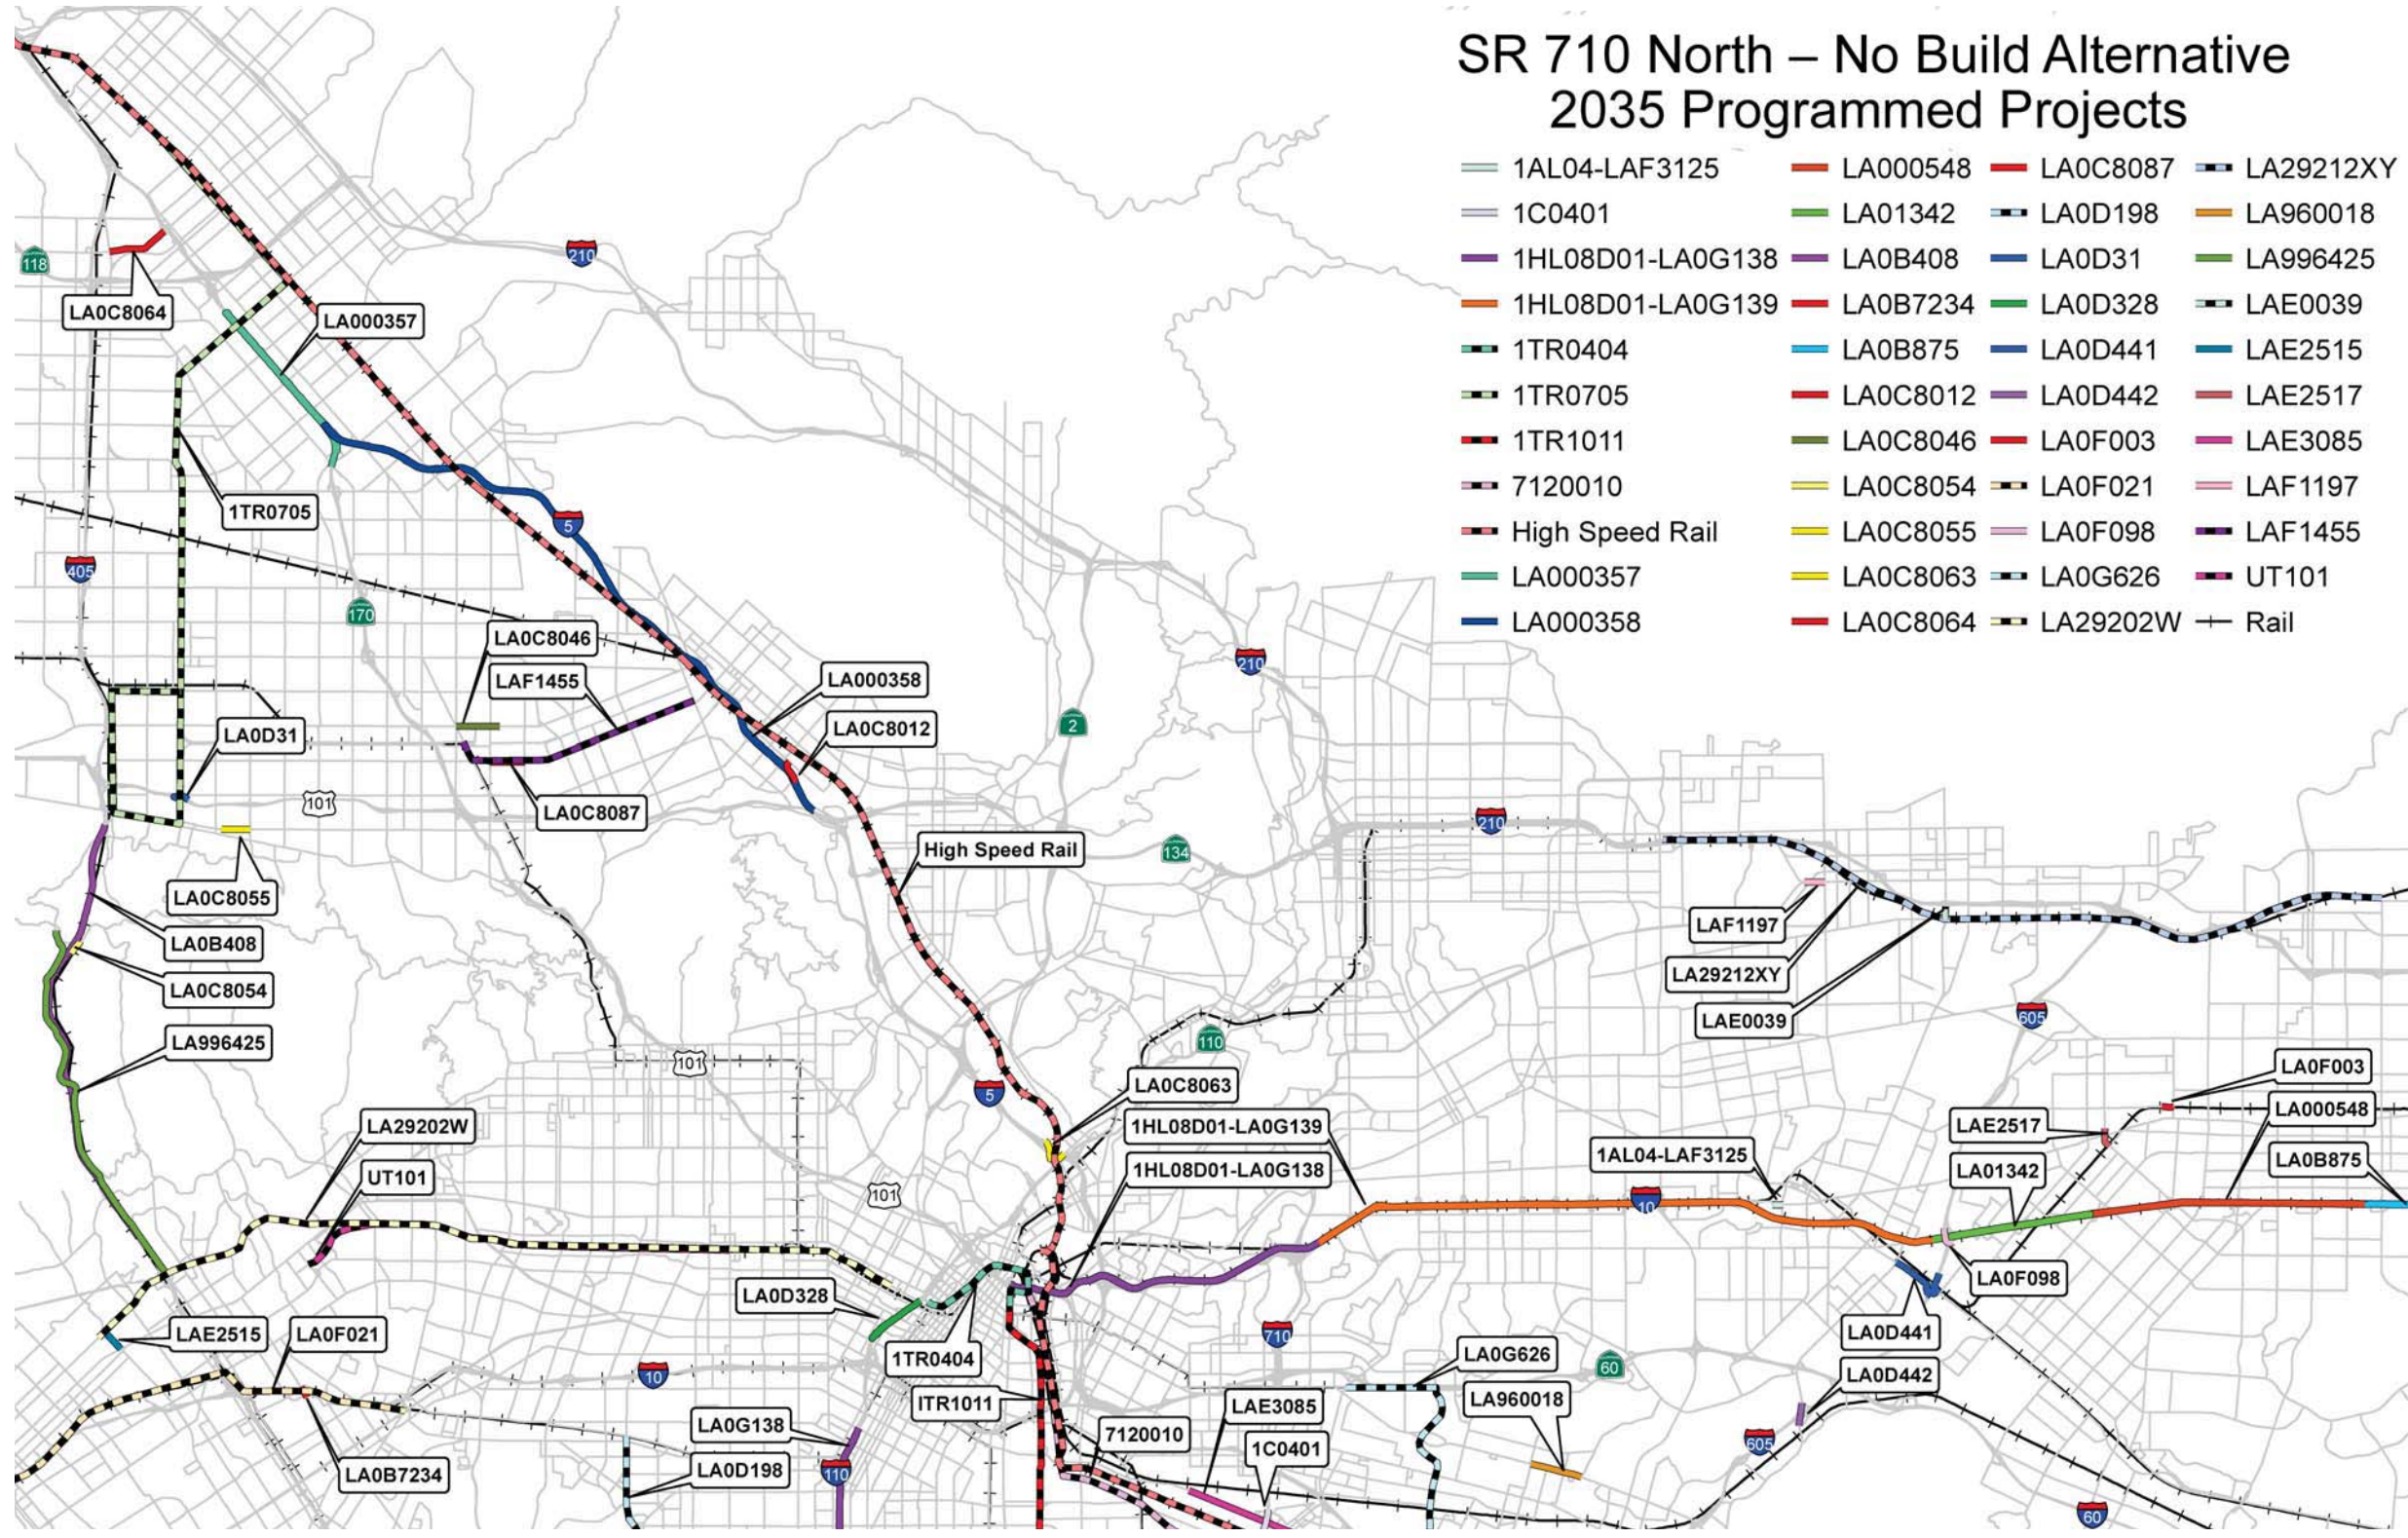 SR 710 North – No Build Alternative
2035 Programmed Projects
1AL04-LAF3125
1C0401
1HL08D01-LA0G138
1HL08D01-LA0G139
1TR0404
1TR0705
1TR1011
7120010
High Speed Rail
LA000357
LA000358
LA000548
LA01342
LA0B408
LA0B7234
LA0B875
LA0C8012
LA0C8046
LA0C8054
LA0C8055
LA0C8063
LA0C8064
LA0C8087
LA0D198
LA0D31
LA0D328
LA0D441
LA0D442
LA0F003
LA0F021
LA0F098
LA0G626
LA29202W
LA29212XY
LA960018
LA996425
LAE0039
LAE2515
LAE2517
LAE3085
LAF1197
LAF1455
UT101
Rail
210
118
LA0C8064
LA000357
1TR0705
5
405
170
LA0C8046
LAF1455
210
LA000358
2
LA0C8012
LA0D31
101
LA0C8087
210
High Speed Rail
134
LA0C8055
LAF1197
LA0B408
LA29212XY
LA0C8054
LAE0039
605
LA996425
110
101
LA0F003
5
LA0C8063
LA000548
LA29202W
1HL08D01-LA0G139
LAE2517
1AL04-LAF3125
LA0B875
UT101
1HL08D01-LA0G138
LA01342
101
10
LA0F098
LA0D328
LAE2515
LA0F021
710
LA0D441
1TR0404
LA0G626
60
10
LA0D442
ITR1011
LAE3085
LA960018
LA0G138
7120010
1C0401
605
LA0B7234
LA0D198
110
60